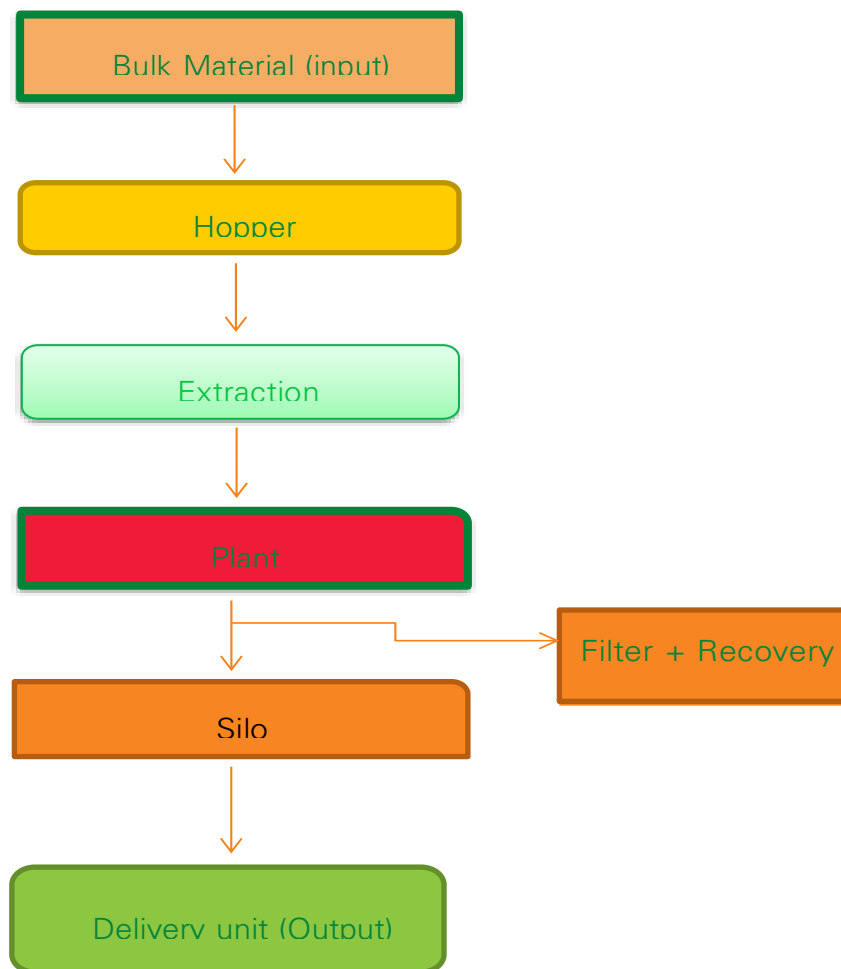 Bulk Material (input)
Hopper
Extraction
Plant
Filter + Recovery
Silo
Delivery unit (Output)